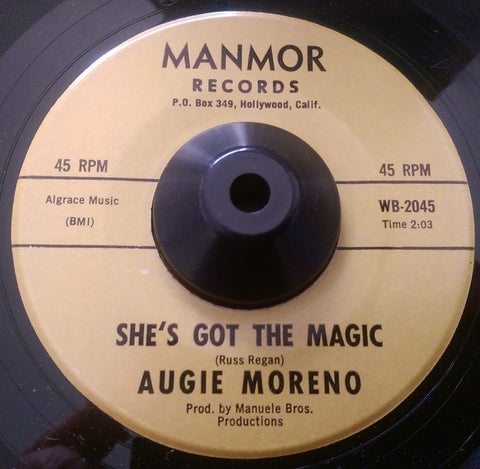 MANMOR
RECORDS
P.O. Box 349, Hollywood, Calif.
45 RPM
45 RPM
Algrace Music
(BMI)
WB-2045
Time 2:03
SHE'S GOT THE MAGIC
(Russ Regan)
AUGIE MORENO
Prod. by Manuele Bros.
Productions